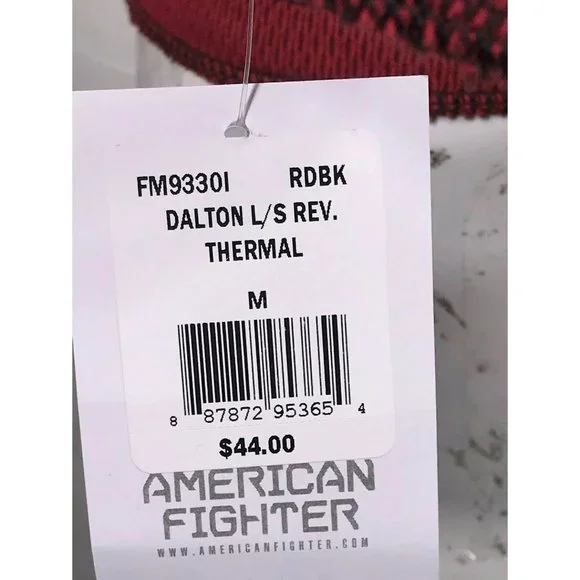 FM9330I RDBK
DALTON L/S REV.
THERMAL
M
8 87872 95365 4
$44.00
AMERICAN
FIGHTER
WWW.AMERICANFIGHTER.COM